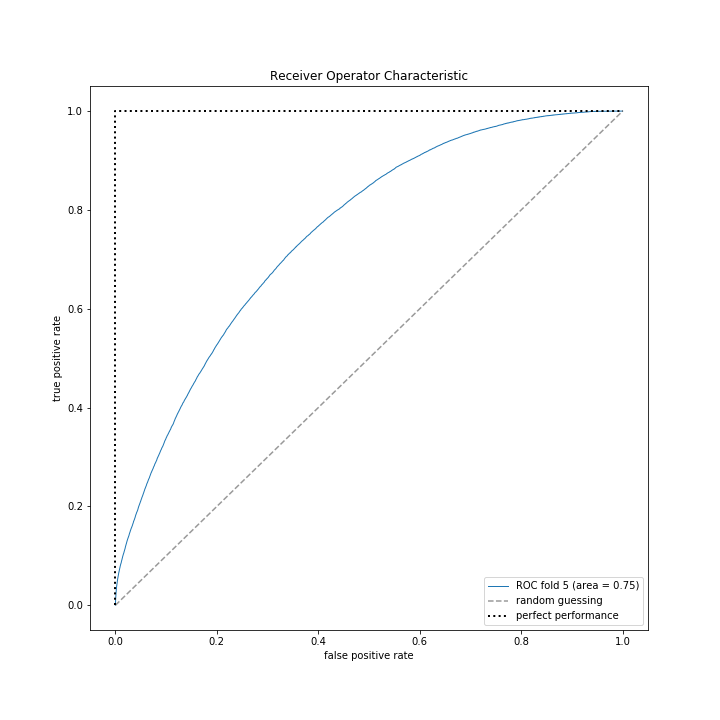 Receiver Operator Characteristic
1.0
0.8
0.6
0.4
0.2
0.0
true positive rate
0.0 0.2 0.4 0.6 0.8 1.0
false positive rate
ROC fold 5 (area = 0.75)
random guessing
perfect performance